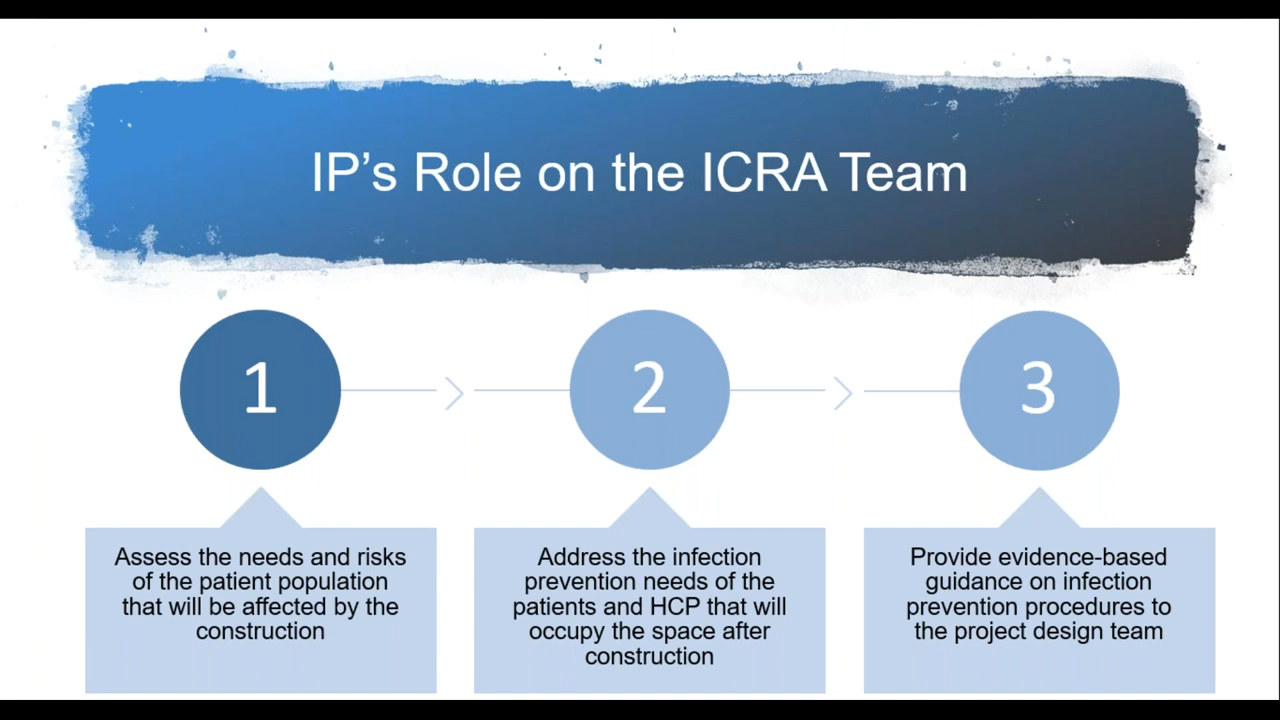 IP’s Role on the ICRA Team
1
2
3
Assess the needs and risks
of the patient population
that will be affected by the
construction
Address the infection
prevention needs of the
patients and HCP that will
occupy the space after
construction
Provide evidence-based
guidance on infection
prevention procedures to
the project design team